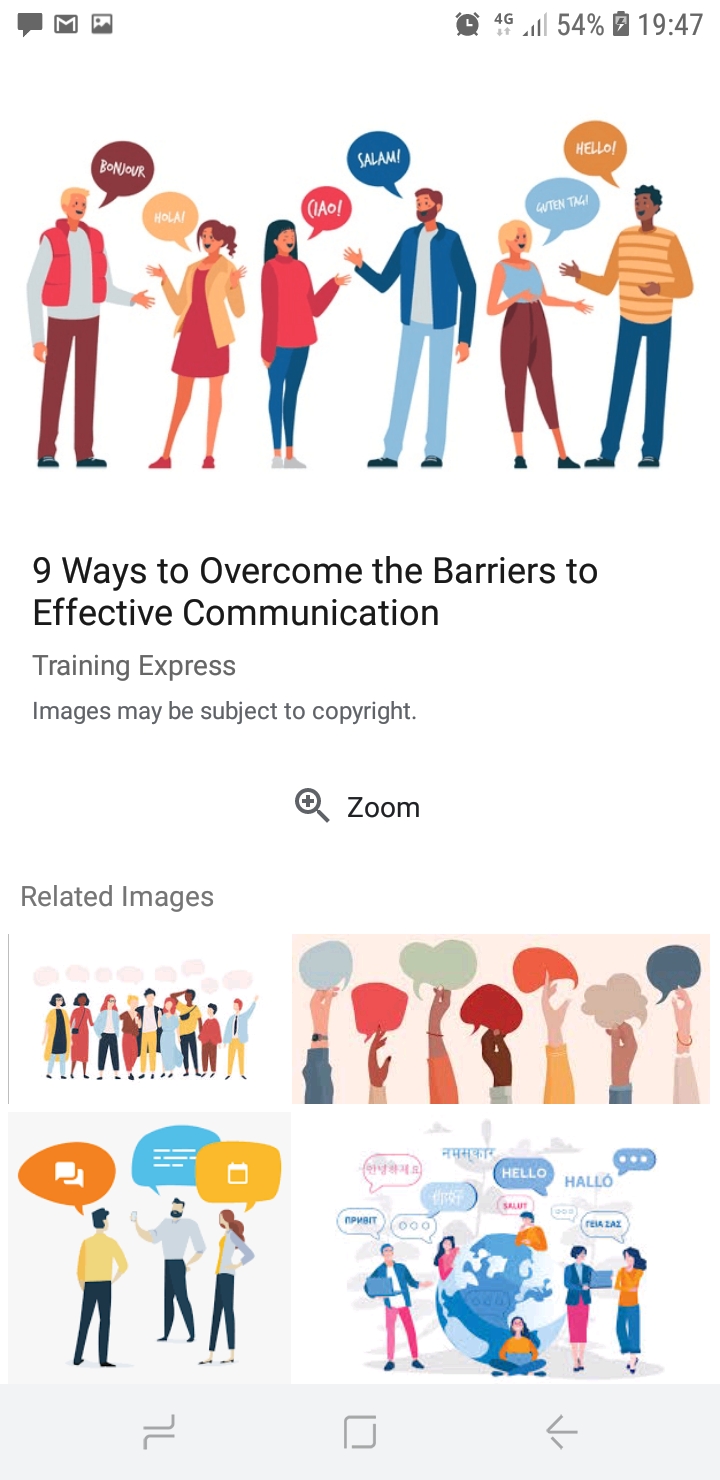 4G 54% 19:47
BONJOUR
HOLA!
CIAO!
SALAM!
GUTEN TAG!
HELLO!
9 Ways to Overcome the Barriers to
Effective Communication
Training Express
Images may be subject to copyright.
Zoom
Related Images
नमस्कार
안녕하세요
HELLO
HALLÓ
SALUT
ПРИВІТ
ΓΕΙΑ ΣΑΣ